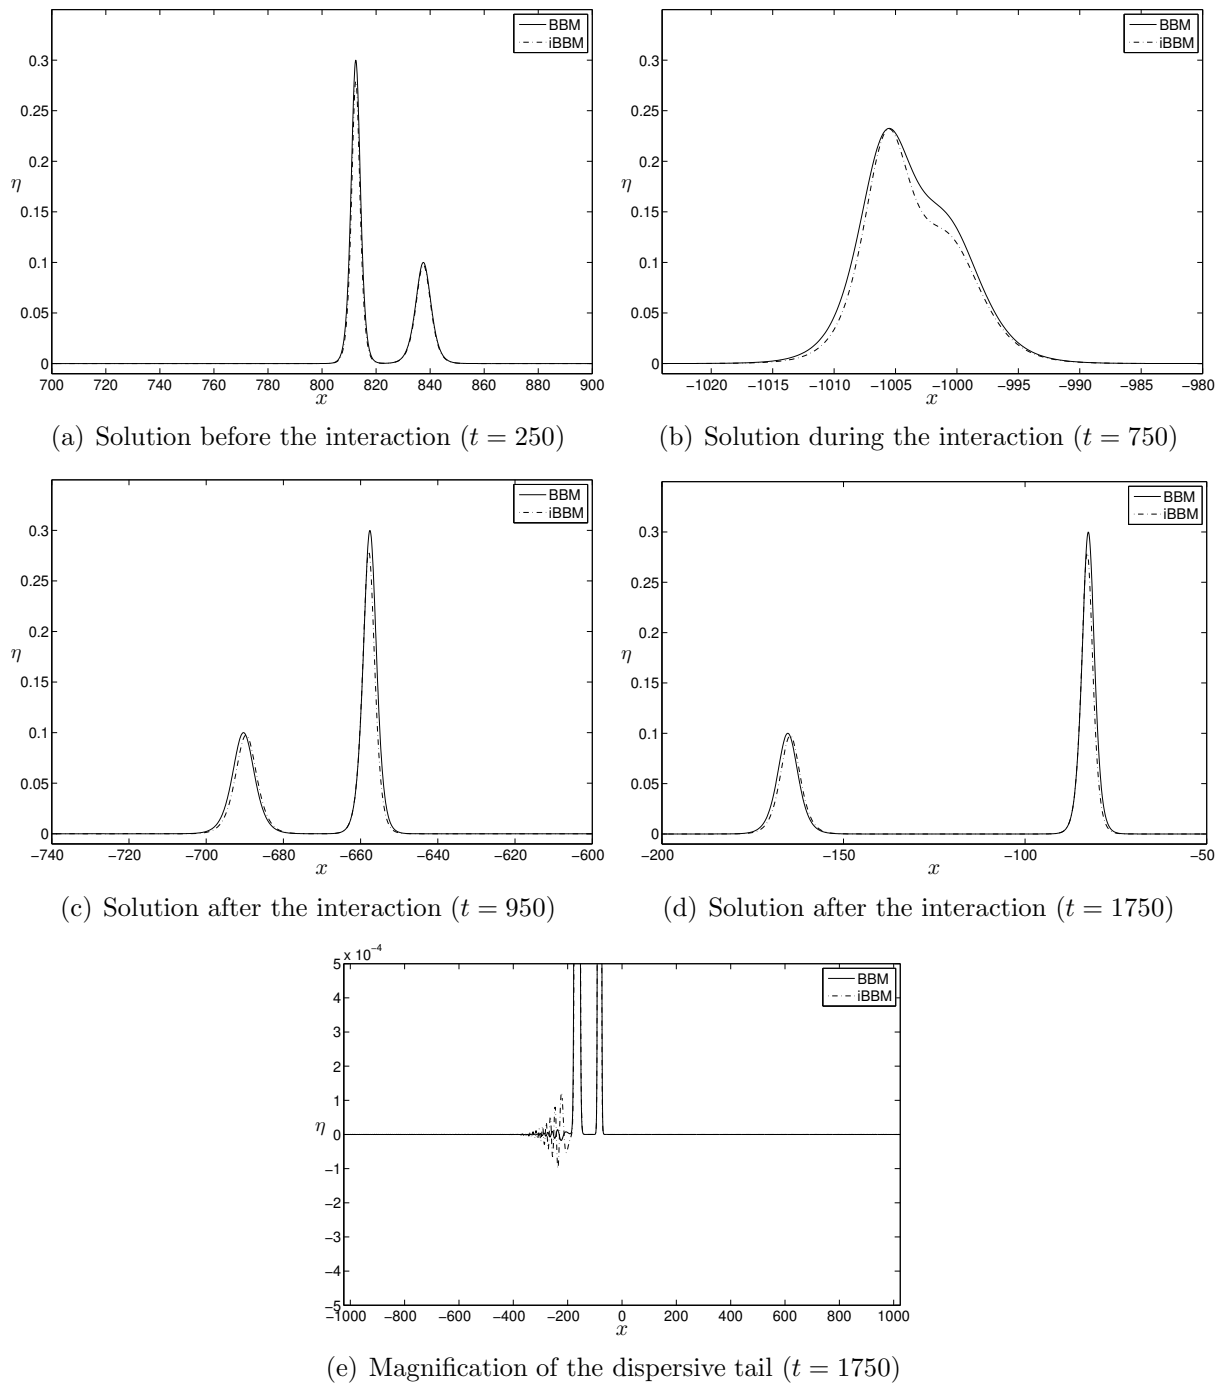 BBM
iBBM
0.3
0.25
0.2
η
0.15
0.1
0.05
0
700 720 740 760 780 800 820 840 860 880 900
x
(a) Solution before the interaction (t = 250)
BBM
iBBM
0.3
0.25
0.2
η
0.15
0.1
0.05
0
−1020 −1015 −1010 −1005 −1000 −995 −990 −985 −980
x
(b) Solution during the interaction (t = 750)
BBM
iBBM
0.3
0.25
0.2
η
0.15
0.1
0.05
0
−740 −720 −700 −680 −660 −640 −620 −600
x
(c) Solution after the interaction (t = 950)
BBM
iBBM
0.3
0.25
0.2
η
0.15
0.1
0.05
0
−200 −150 −100 −50
x
(d) Solution after the interaction (t = 1750)
x 10⁻⁴
BBM
iBBM
5
4
3
2
1
η
0
−1
−2
−3
−4
−5
−1000 −800 −600 −400 −200 0 200 400 600 800 1000
x
(e) Magnification of the dispersive tail (t = 1750)